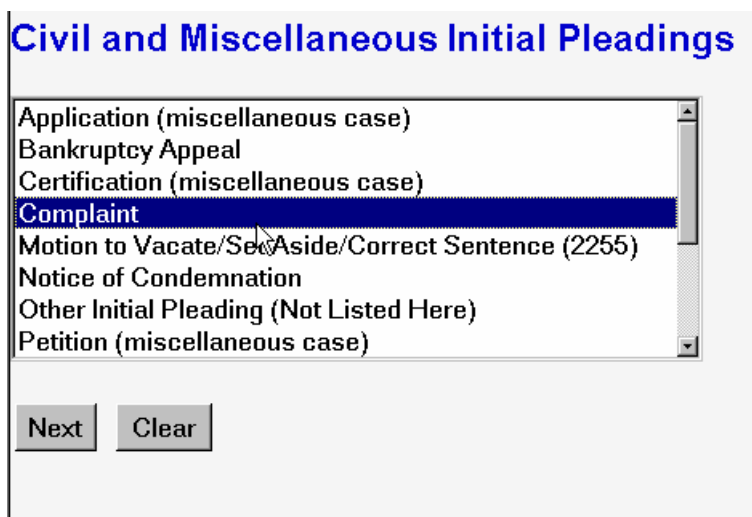 Civil and Miscellaneous Initial Pleadings
Application (miscellaneous case)
Bankruptcy Appeal
Certification (miscellaneous case)
Complaint
Motion to Vacate/Set Aside/Correct Sentence (2255)
Notice of Condemnation
Other Initial Pleading (Not Listed Here)
Petition (miscellaneous case)
Next Clear